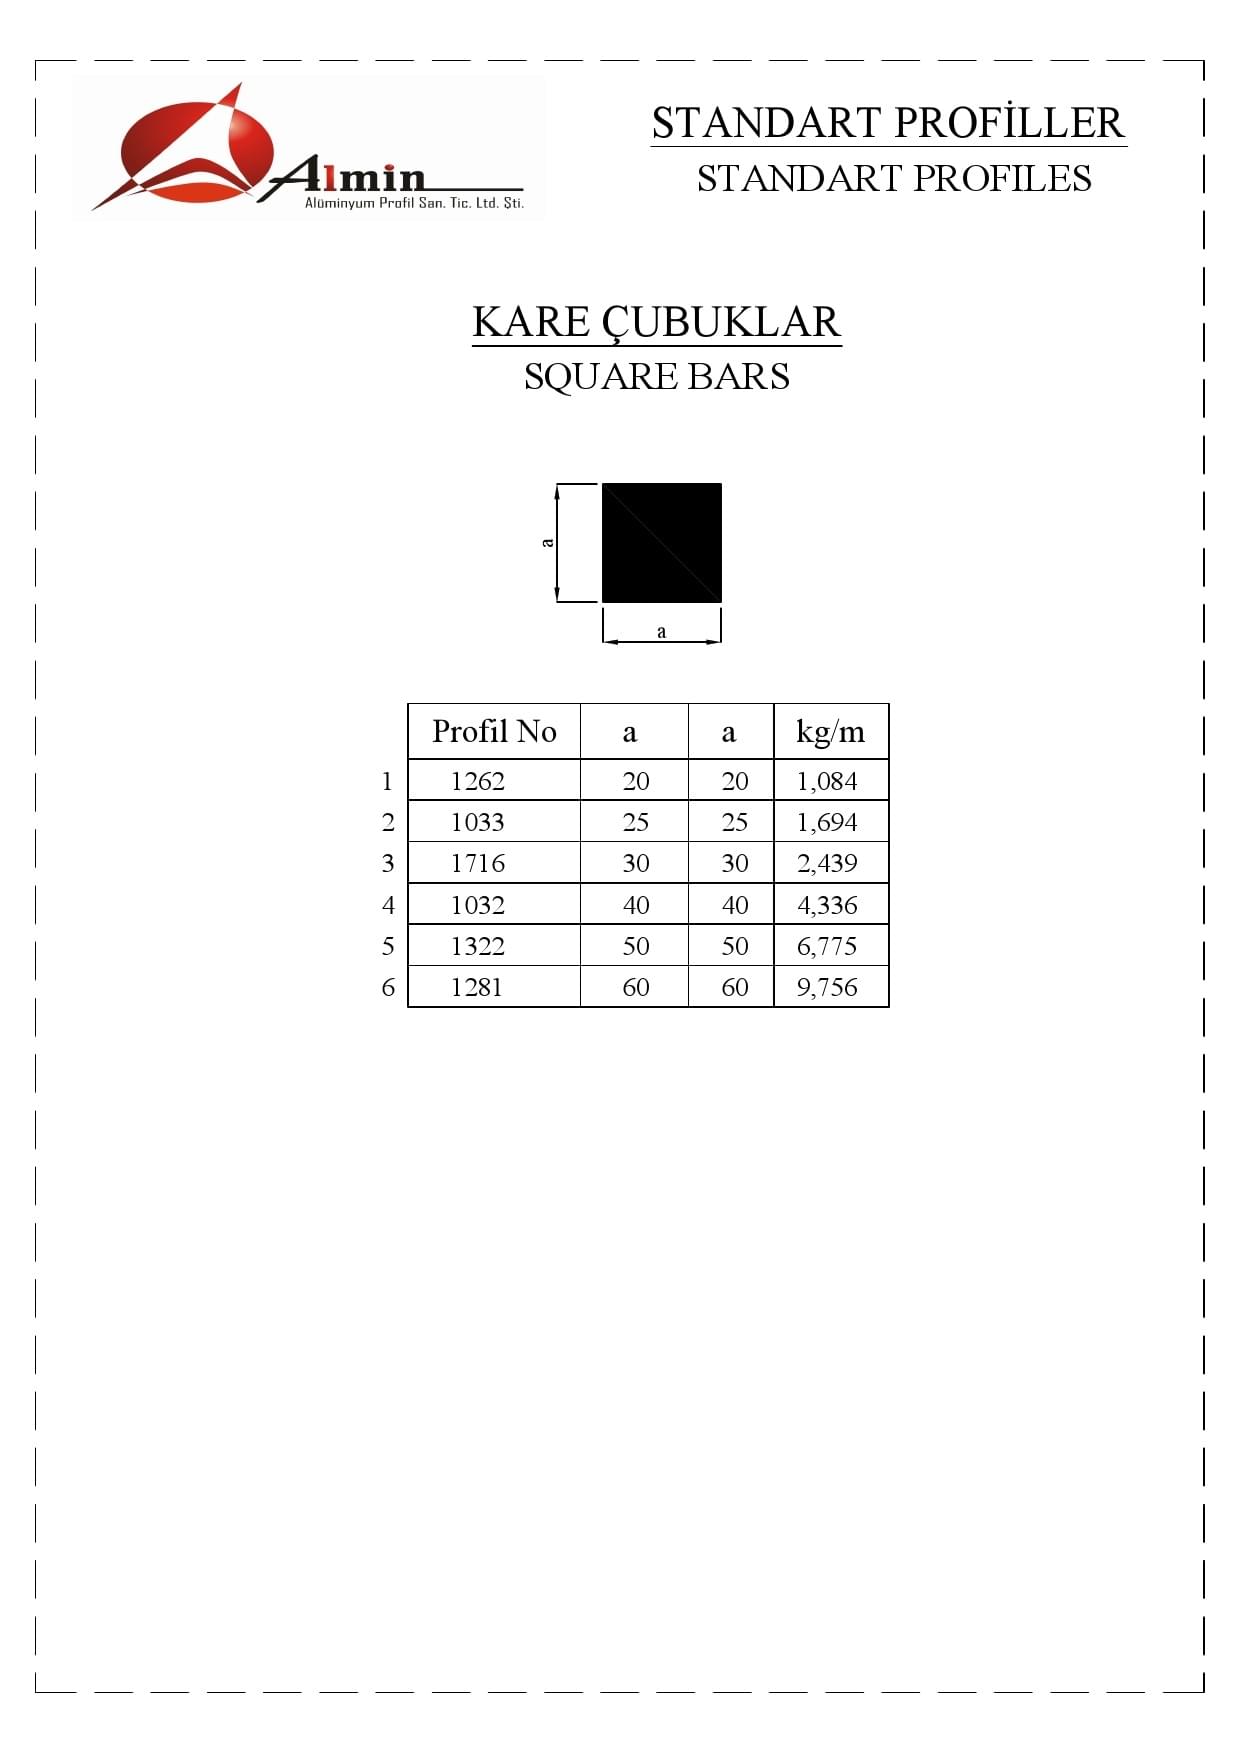 Almin
Alüminyum Profil San. Tic. Ltd. Şti.
STANDART PROFİLLER
STANDART PROFILES
KARE ÇUBUKLAR
SQUARE BARS
a
a
Profil No a a kg/m
1 1262 20 20 1,084
2 1033 25 25 1,694
3 1716 30 30 2,439
4 1032 40 40 4,336
5 1322 50 50 6,775
6 1281 60 60 9,756